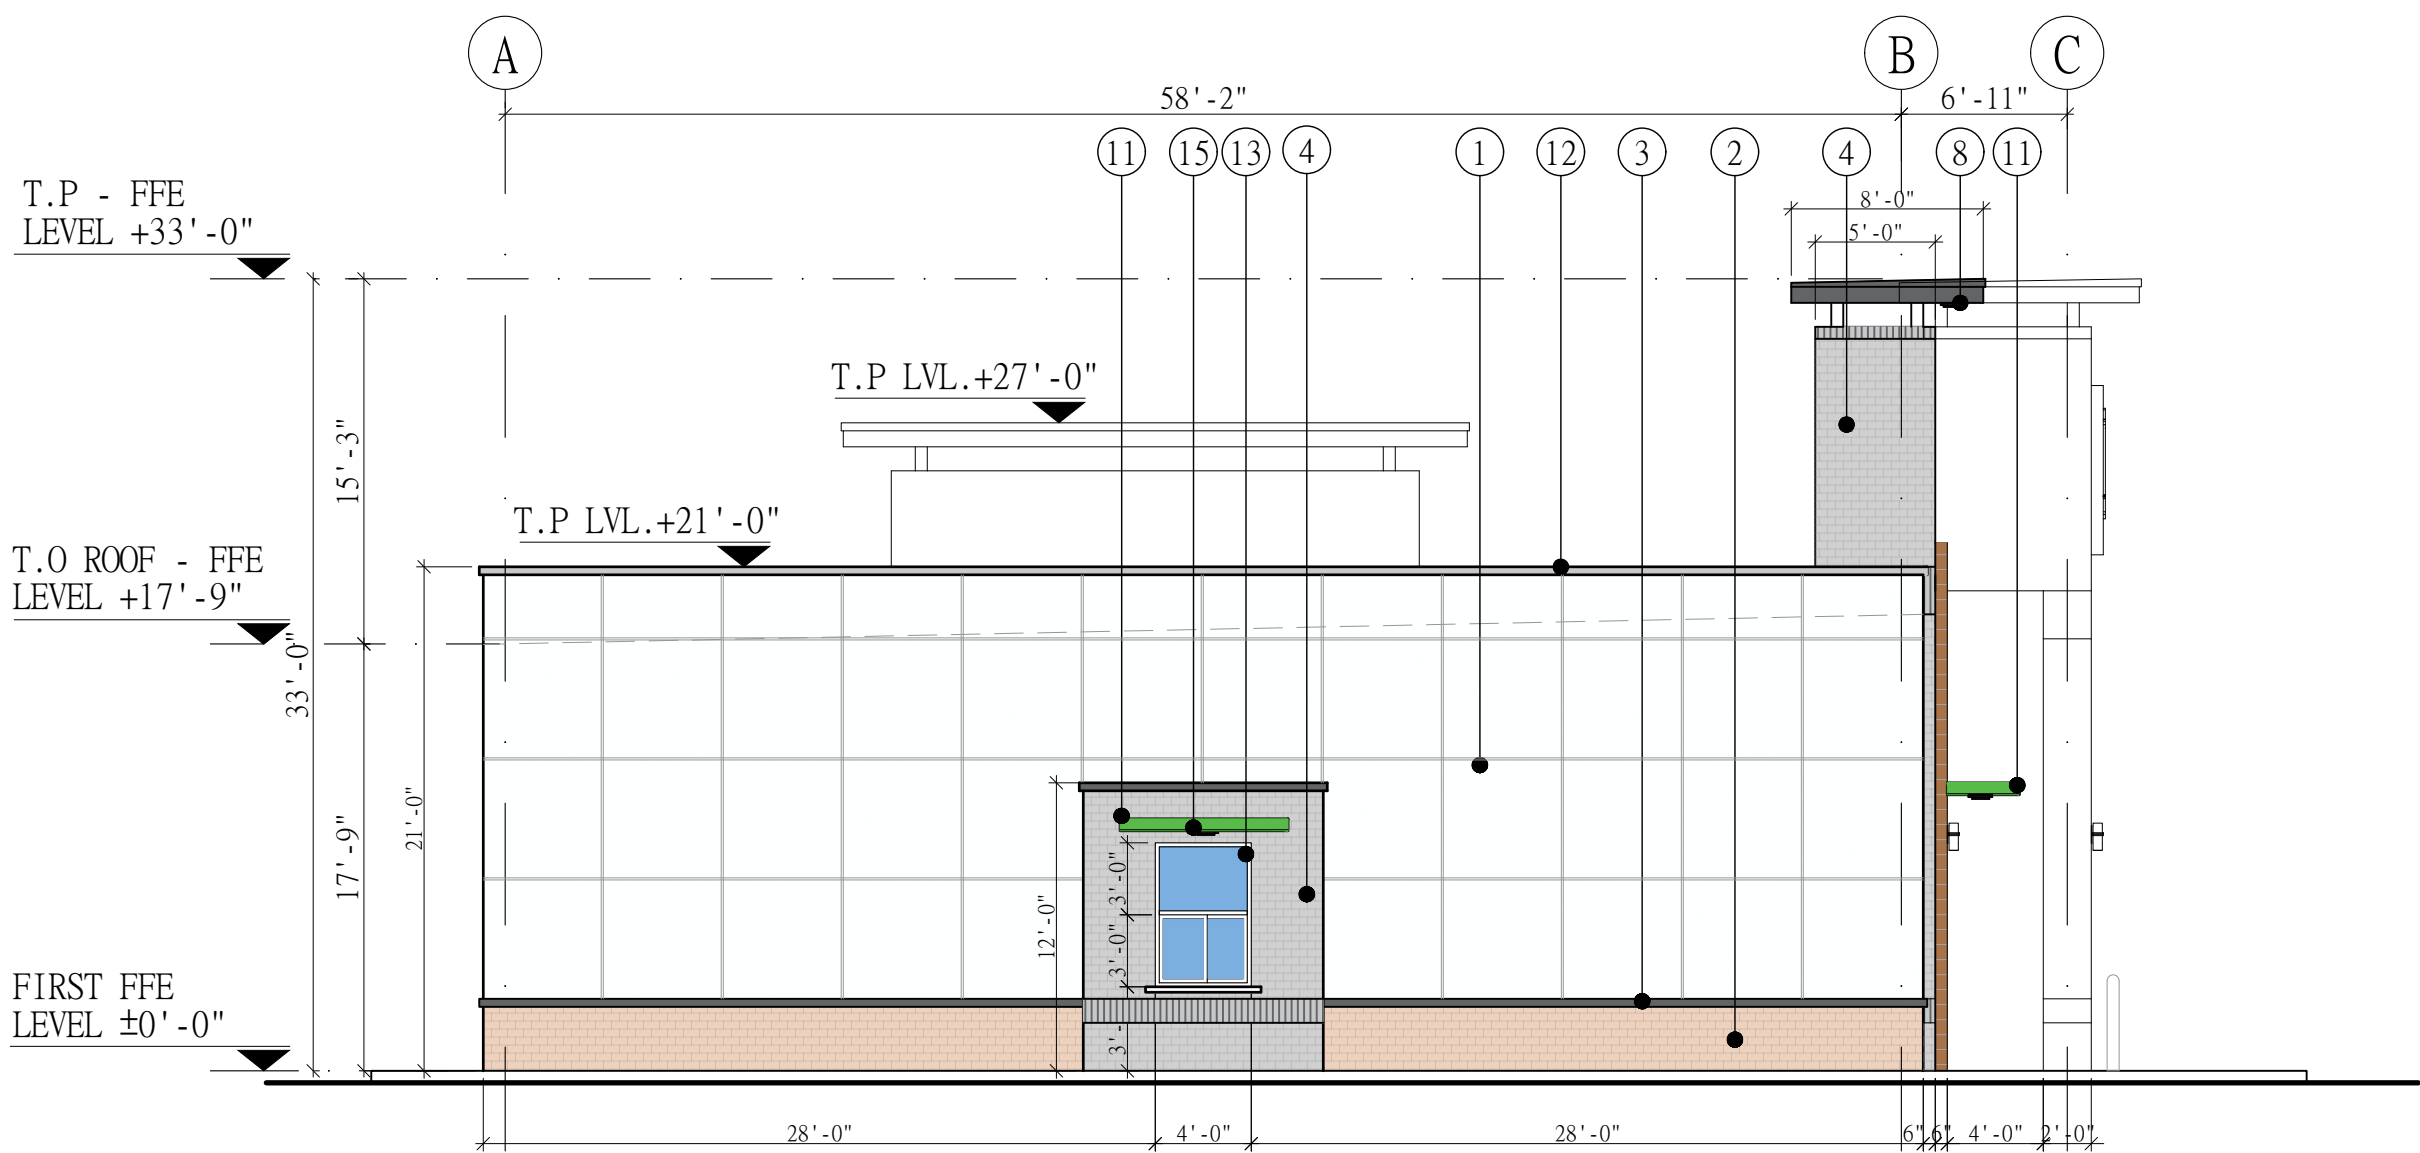 A
B
C
58'-2"
6'-11"
11
15
13
4
1
12
3
2
4
8
11
T.P - FFE
LEVEL +33'-0"
8'-0"
5'-0"
T.P LVL.+27'-0"
15'-3"
T.P LVL.+21'-0"
T.O ROOF - FFE
LEVEL +17'-9"
33'-0"
21'-0"
17'-9"
3'-0"
12'-0"
3'-0"
FIRST FFE
LEVEL ±0'-0"
3'-
28'-0"
4'-0"
28'-0"
6"
6"
4'-0"
2'-0"